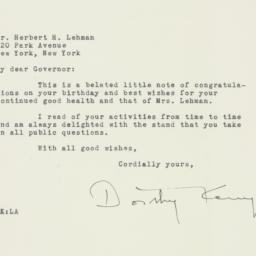 r. Herbert H. Lehman
20 Park Avenue
ew York, New York
y dear Governor:
This is a belated little note of congratula-
ions on your birthday and best wishes for your
ontinued good health and that of Mrs. Lehman.
I read of your activities from time to time
nd am always delighted with the stand that you take
n all public questions.
With all good wishes,
Cordially yours,
Dorothy Kenyon
K:LA